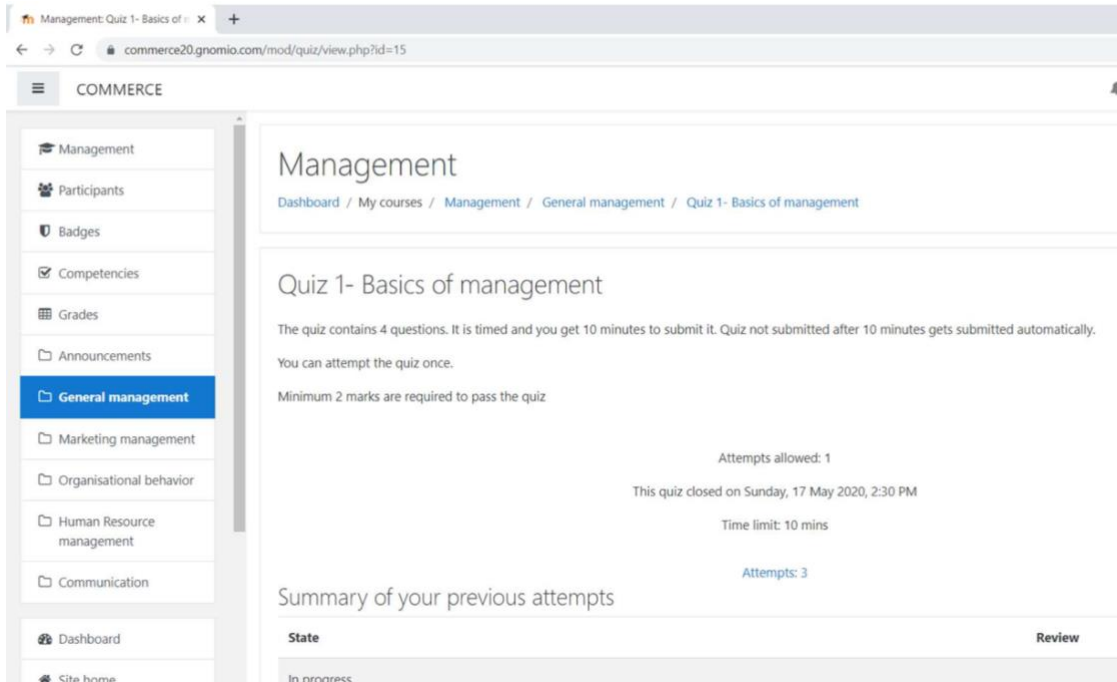 Management: Quiz 1- Basics of
commerce20.gnomio.com/mod/quiz/view.php?id=15
COMMERCE
Management
Participants
Badges
Competencies
Grades
Announcements
General management
Marketing management
Organisational behavior
Human Resource
management
Communication
Dashboard
Site home
Management
Dashboard / My courses / Management / General management / Quiz 1- Basics of management
Quiz 1- Basics of management
The quiz contains 4 questions. It is timed and you get 10 minutes to submit it. Quiz not submitted after 10 minutes gets submitted automatically.
You can attempt the quiz once.
Minimum 2 marks are required to pass the quiz
Attempts allowed: 1
This quiz closed on Sunday, 17 May 2020, 2:30 PM
Time limit: 10 mins
Attempts: 3
Summary of your previous attempts
State Review
In progress